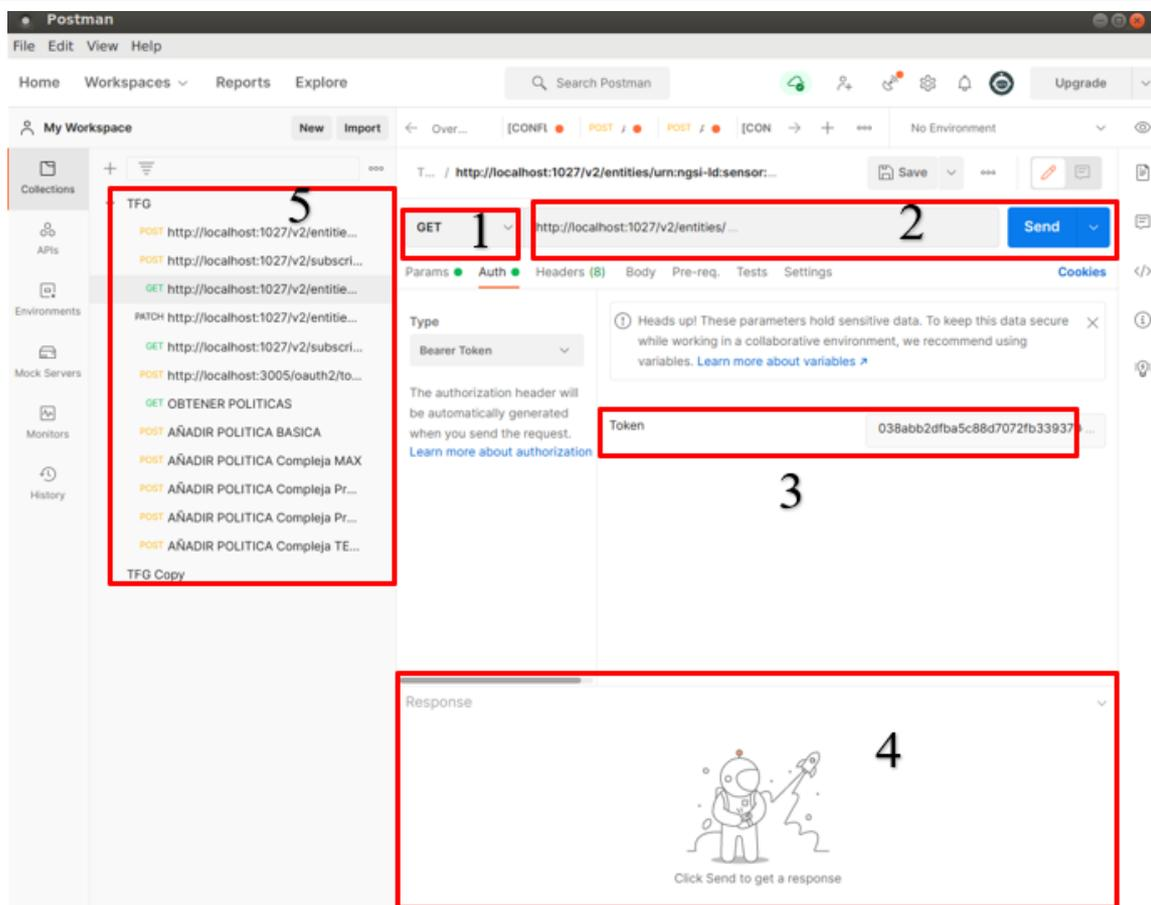 Postman
File Edit View Help
Home Workspaces Reports Explore Search Postman Upgrade
My Workspace New Import Over... [CONFL POST POST [CON No Environment
Collections
APIs
Environments
Mock Servers
Monitors
History
5
TFG
POST http://localhost:1027/v2/entitie...
POST http://localhost:1027/v2/subscri...
GET http://localhost:1027/v2/entitie...
PATCH http://localhost:1027/v2/entitie...
GET http://localhost:1027/v2/subscri...
POST http://localhost:3005/oauth2/to...
GET OBTENER POLITICAS
POST AÑADIR POLITICA BASICA
POST AÑADIR POLITICA Compleja MAX
POST AÑADIR POLITICA Compleja Pr...
POST AÑADIR POLITICA Compleja Pr...
POST AÑADIR POLITICA Compleja TE...
TFG Copy
T... / http://localhost:1027/v2/entities/urn:ngsi-ld:sensor:... Save
GET 1 http://localhost:1027/v2/entities/... 2 Send
Params Auth Headers (8) Body Pre-req. Tests Settings Cookies
Type
Bearer Token
The authorization header will
be automatically generated
when you send the request.
Learn more about authorization
Heads up! These parameters hold sensitive data. To keep this data secure
while working in a collaborative environment, we recommend using
variables. Learn more about variables
Token 038abb2dfba5c88d7072fb33937...
3
Response
4
Click Send to get a response